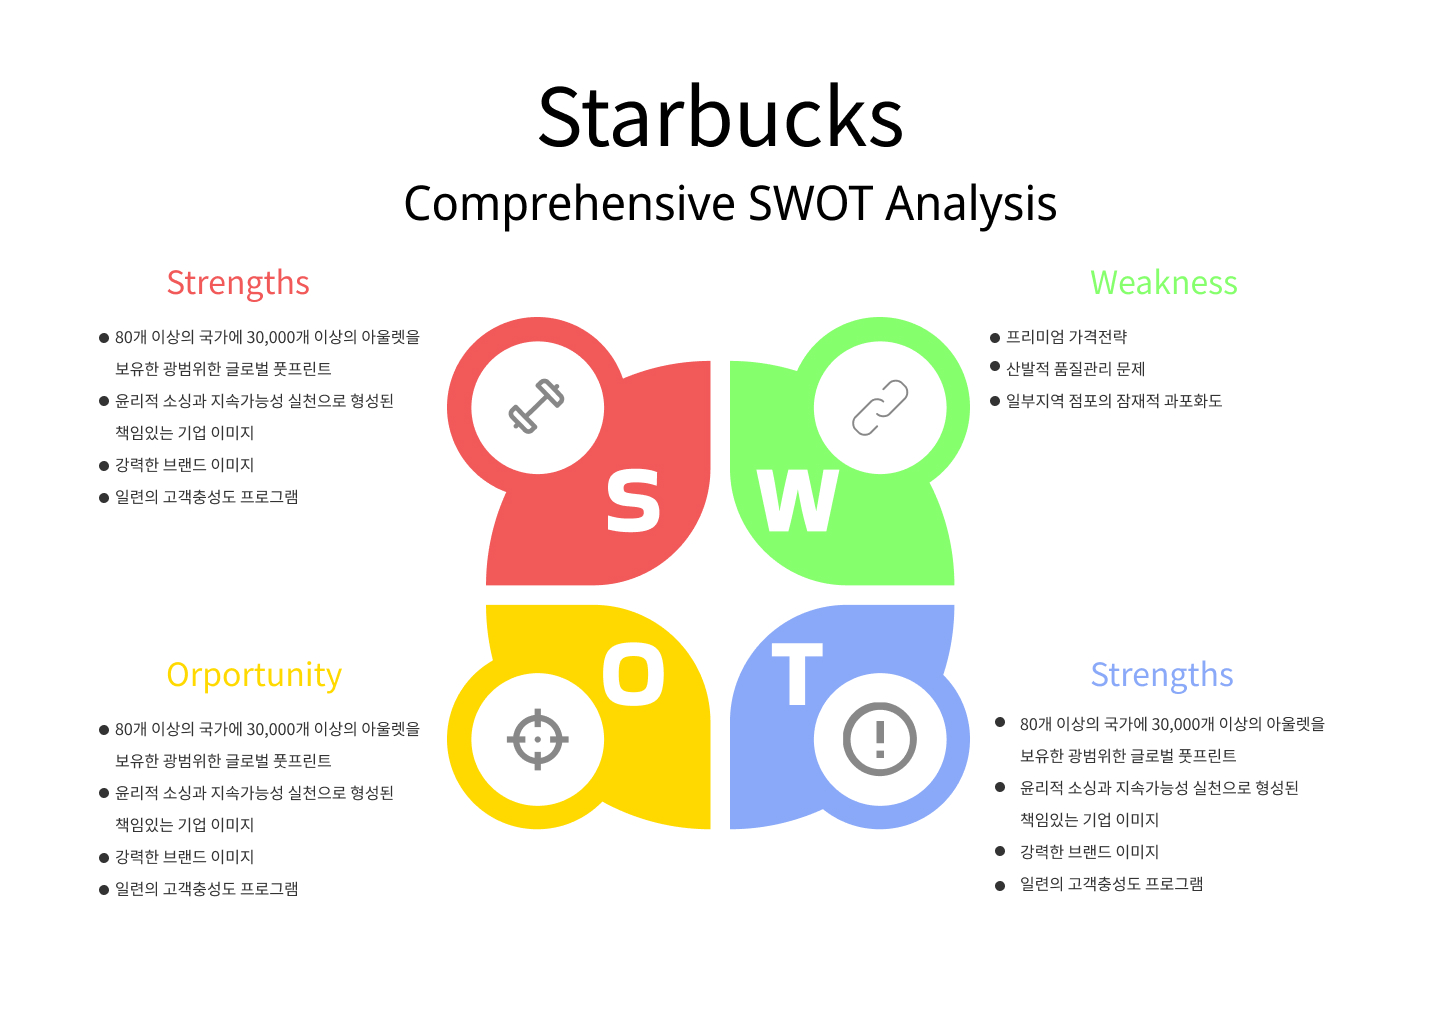 Starbucks
Comprehensive SWOT Analysis
Strengths
80개 이상의 국가에 30,000개 이상의 아울렛을
보유한 광범위한 글로벌 풋프린트
윤리적 소싱과 지속가능성 실천으로 형성된
책임있는 기업 이미지
강력한 브랜드 이미지
일련의 고객충성도 프로그램
Weakness
프리미엄 가격전략
산발적 품질관리 문제
일부지역 점포의 잠재적 과포화도
S
W
O
T
Orportunity
80개 이상의 국가에 30,000개 이상의 아울렛을
보유한 광범위한 글로벌 풋프린트
윤리적 소싱과 지속가능성 실천으로 형성된
책임있는 기업 이미지
강력한 브랜드 이미지
일련의 고객충성도 프로그램
Strengths
80개 이상의 국가에 30,000개 이상의 아울렛을
보유한 광범위한 글로벌 풋프린트
윤리적 소싱과 지속가능성 실천으로 형성된
책임있는 기업 이미지
강력한 브랜드 이미지
일련의 고객충성도 프로그램